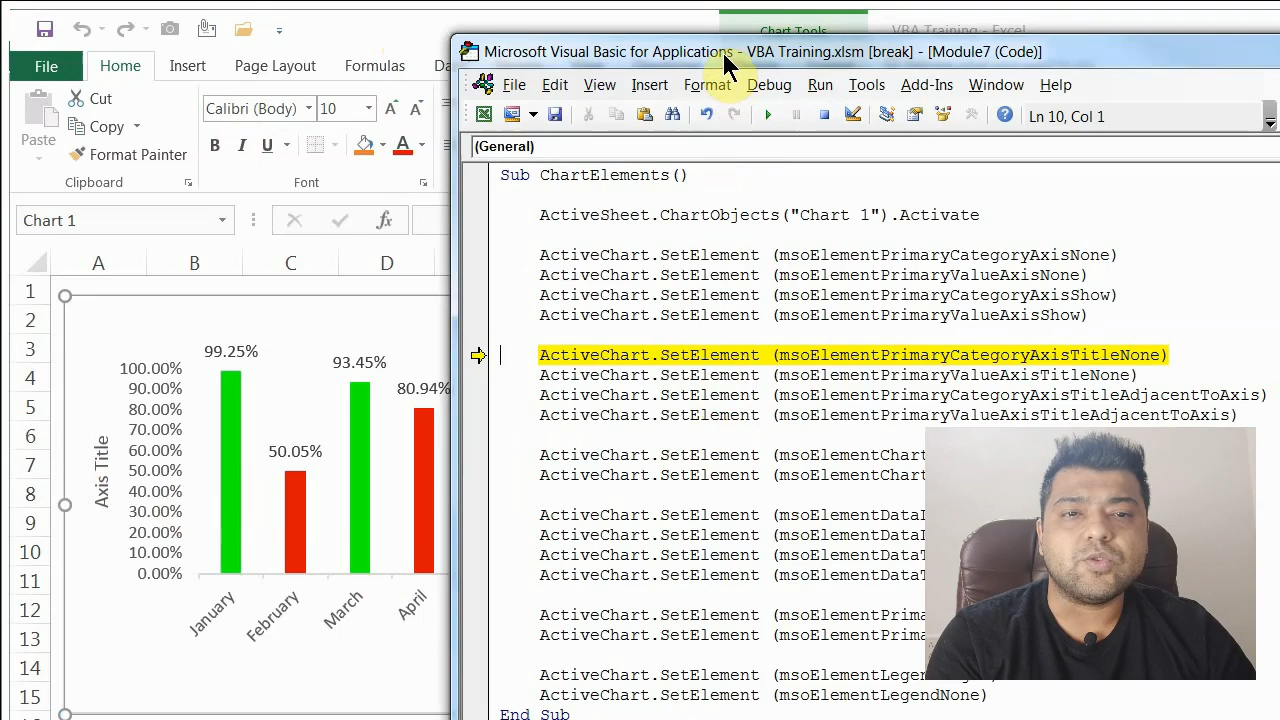 Chart Tools
VBA Training - Excel
Microsoft Visual Basic for Applications - VBA Training.xlsm [break] - [Module7 (Code)]
File
Home
Insert
Page Layout
Formulas
File
Edit
View
Insert
Format
Debug
Run
Tools
Add-Ins
Window
Help
Ln 10, Col 1
Paste
Cut
Copy
Format Painter
Clipboard
Calibri (Body)
10
B
I
U
A
Font
Chart 1
fx
A
B
C
D
1
2
3
4
5
6
7
8
9
10
11
12
13
14
15
99.25%
50.05%
93.45%
80.94%
100.00%
90.00%
80.00%
70.00%
60.00%
50.00%
40.00%
30.00%
20.00%
10.00%
0.00%
Axis Title
January
February
March
April
(General)
Sub ChartElements()
ActiveSheet.ChartObjects("Chart 1").Activate
ActiveChart.SetElement (msoElementPrimaryCategoryAxisNone)
ActiveChart.SetElement (msoElementPrimaryValueAxisNone)
ActiveChart.SetElement (msoElementPrimaryCategoryAxisShow)
ActiveChart.SetElement (msoElementPrimaryValueAxisShow)
ActiveChart.SetElement (msoElementPrimaryCategoryAxisTitleNone)
ActiveChart.SetElement (msoElementPrimaryValueAxisTitleNone)
ActiveChart.SetElement (msoElementPrimaryCategoryAxisTitleAdjacentToAxis)
ActiveChart.SetElement (msoElementPrimaryValueAxisTitleAdjacentToAxis)
ActiveChart.SetElement (msoElementChart
ActiveChart.SetElement (msoElementChart
ActiveChart.SetElement
ActiveChart.SetElement
ActiveChart.SetElement (msoElementDataT
ActiveChart.SetElement (msoElementDataT
ActiveChart.SetElement (msoElementPrima
ActiveChart.SetElement (msoElementPrima
ActiveChart.SetElement
ActiveChart.SetElement (msoElementLegendNone)
End Sub